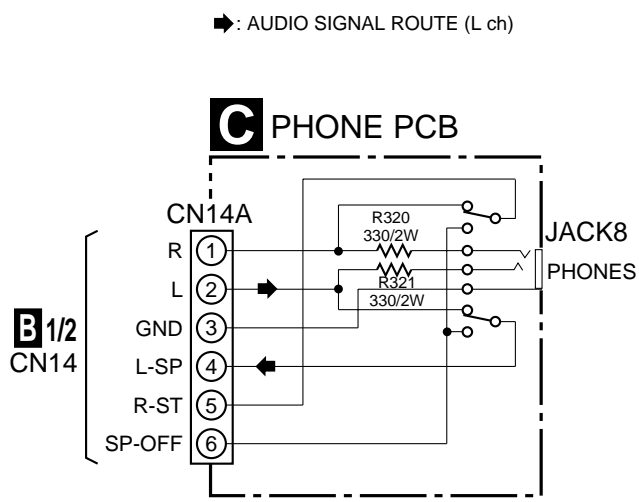 : AUDIO SIGNAL ROUTE (L ch)
C PHONE PCB
CN14A
R320
330/2W
JACK8
R 1
L 2
R321
330/2W
PHONES
B 1/2
CN14
GND 3
L-SP 4
R-ST 5
SP-OFF 6